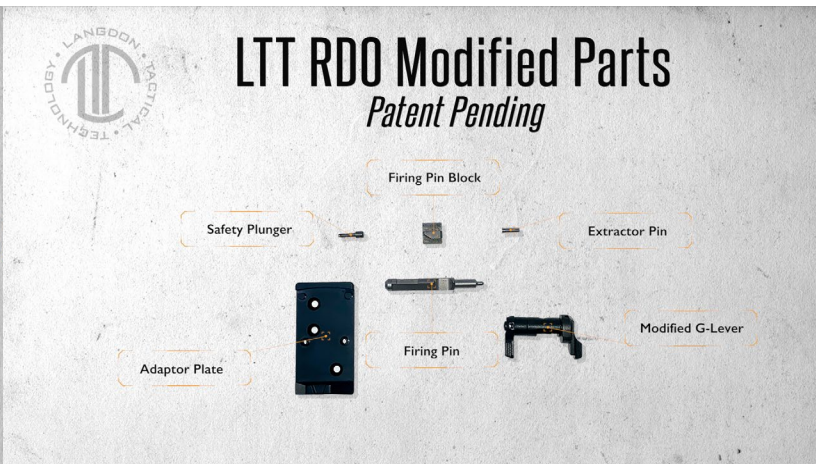 LANGDON • TACTICAL • TECHNOLOGY •
LTT RDO Modified Parts
Patent Pending
Firing Pin Block
Safety Plunger
Extractor Pin
Modified G-Lever
Firing Pin
Adaptor Plate